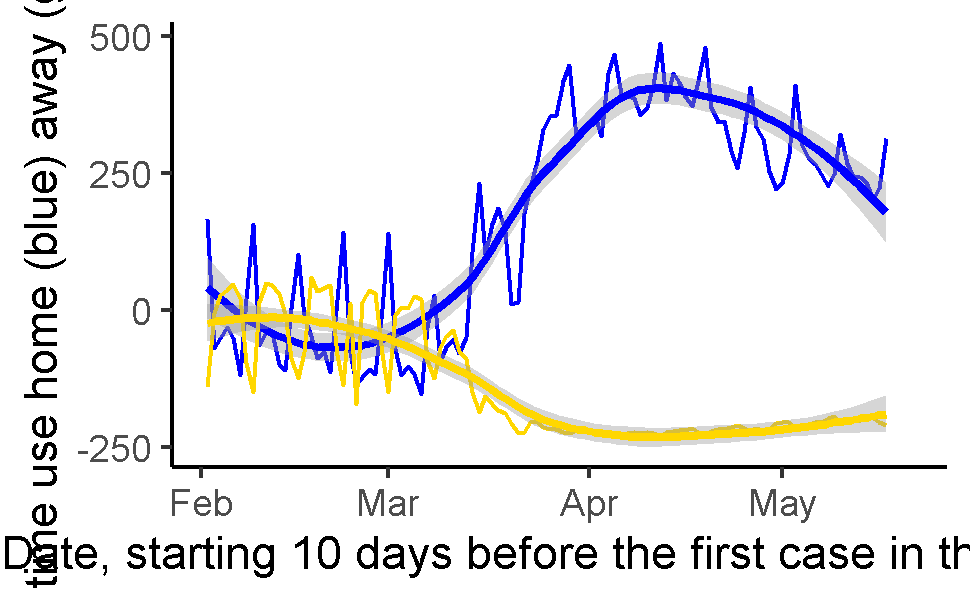 time use home (blue) away (
500
250
0
-250
Feb Mar Apr May
Date, starting 10 days before the first case in th